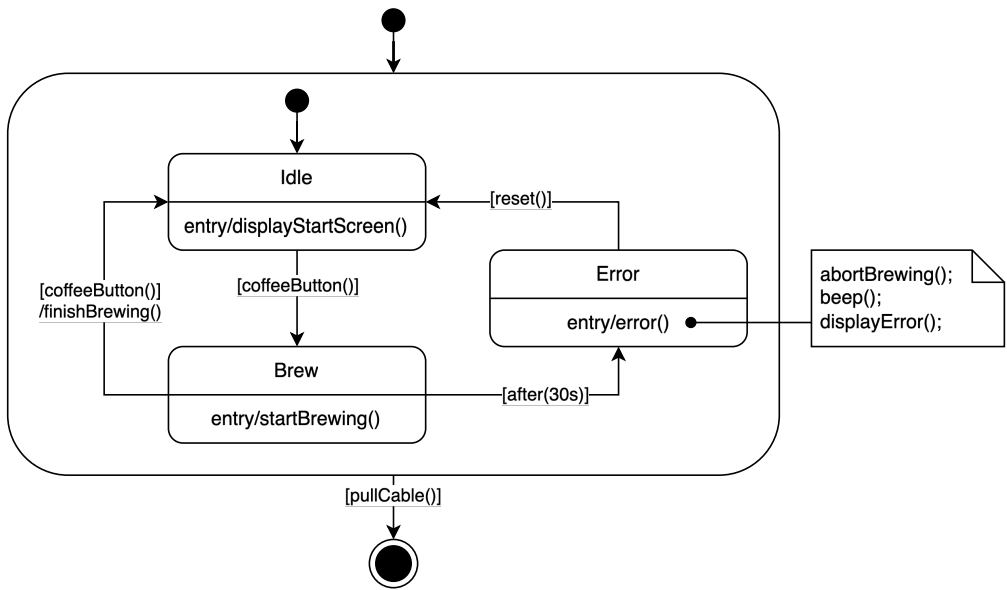 Idle
entry/displayStartScreen()
[reset()]
[coffeeButton()]
/finishBrewing()
[coffeeButton()]
Error
entry/error()
abortBrewing();
beep();
displayError();
Brew
entry/startBrewing()
[after(30s)]
[pullCable()]